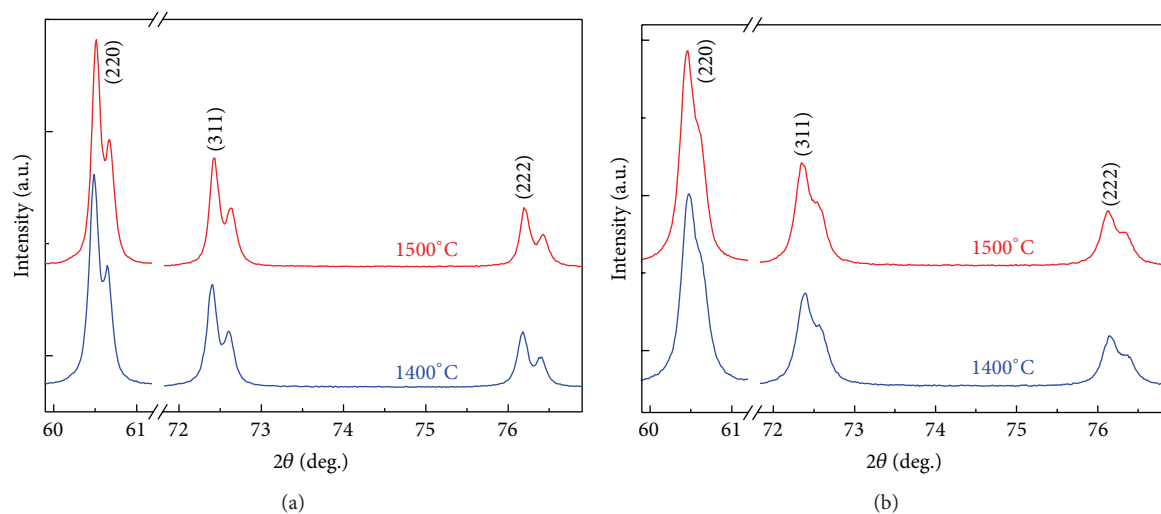 (220)
(311)
(222)
1500°C
1400°C
Intensity (a.u.)
60 61 72 73 74 75 76
2θ (deg.)
(a)
(220)
(311)
(222)
1500°C
1400°C
Intensity (a.u.)
60 61 72 73 74 75 76
2θ (deg.)
(b)